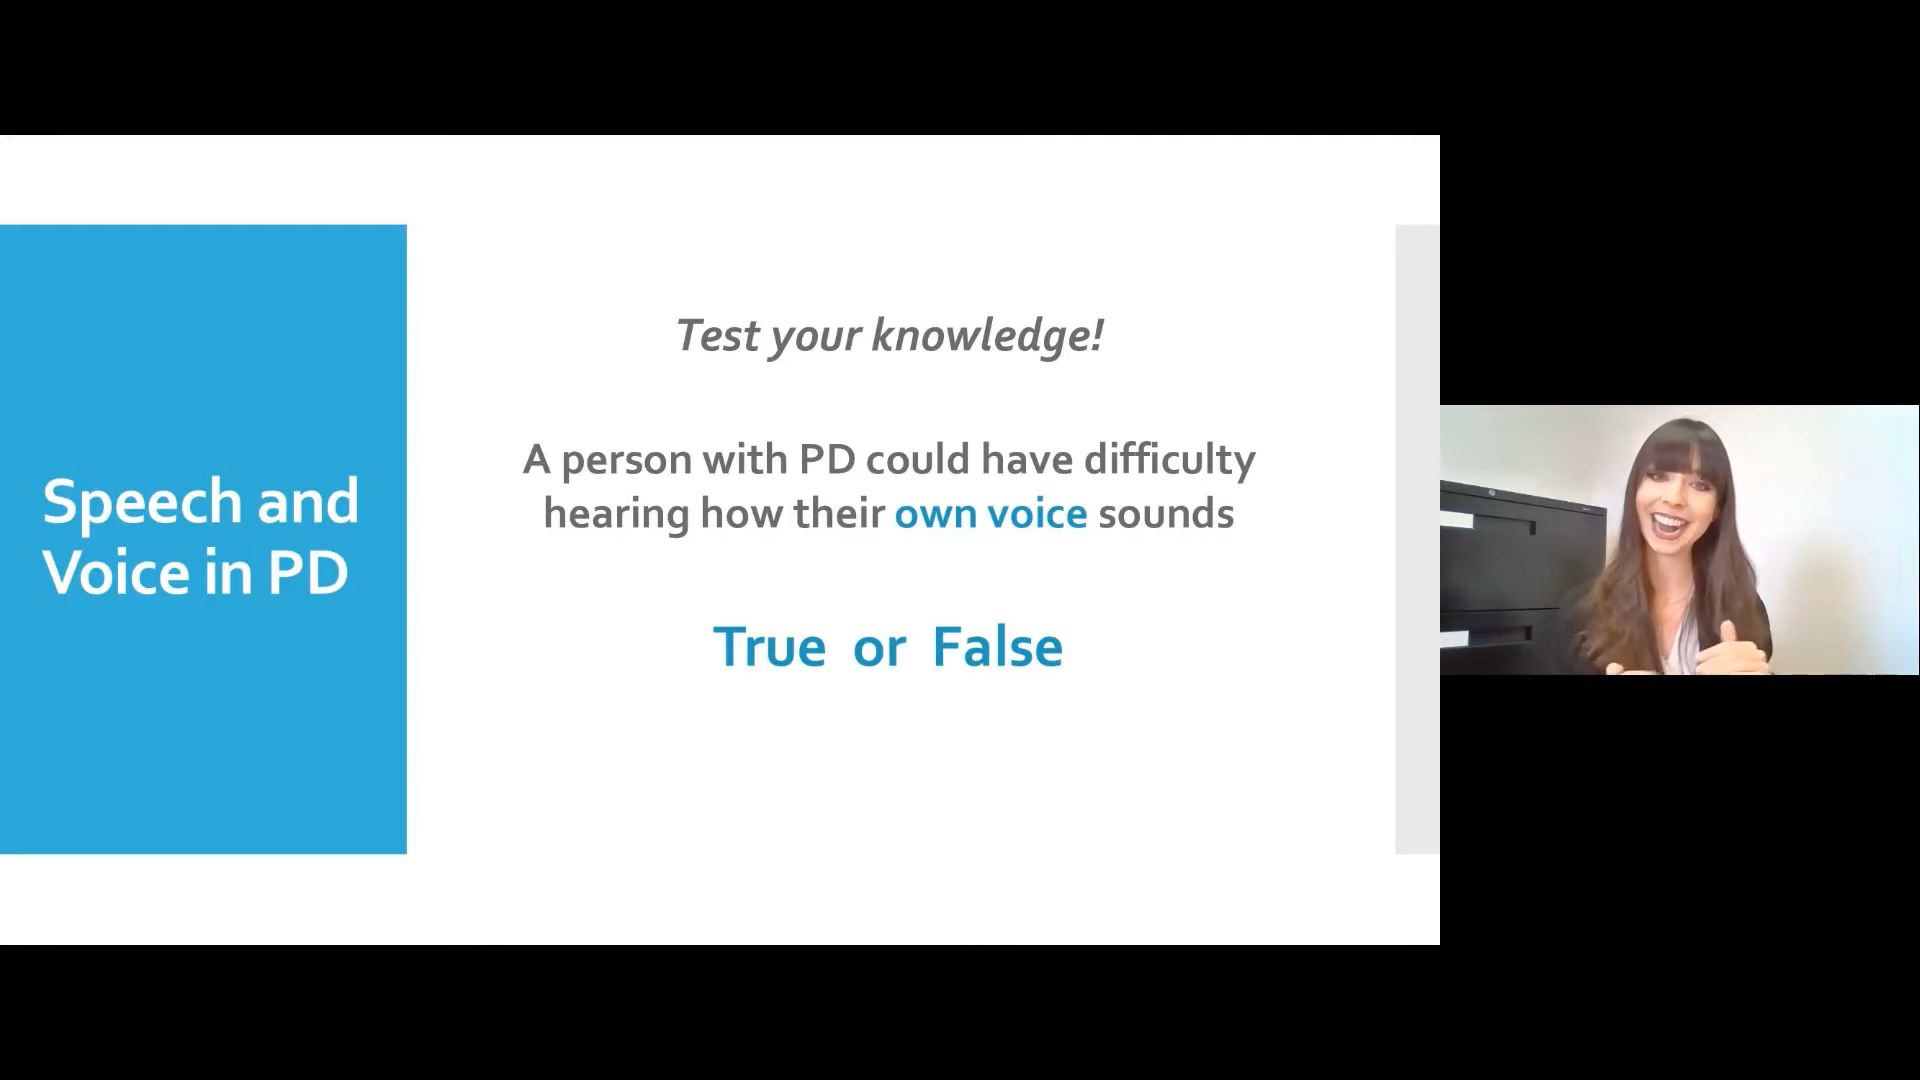 Speech and
Voice in PD
Test your knowledge!
A person with PD could have difficulty
hearing how their own voice sounds
True or False